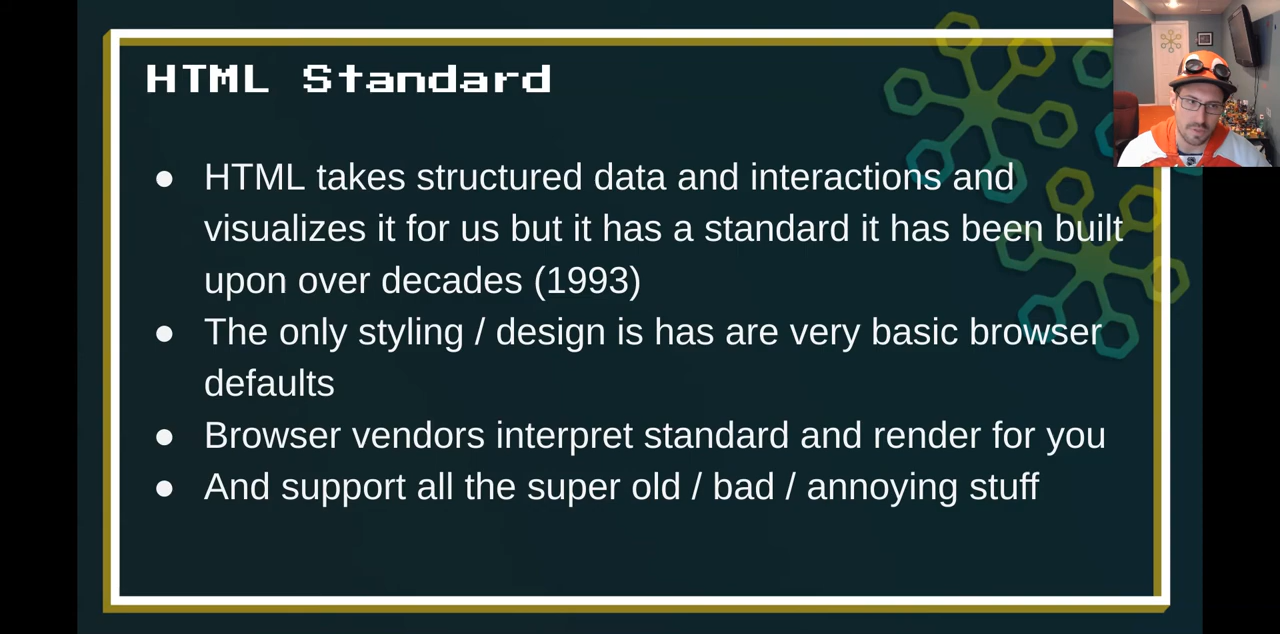 HTML Standard
● HTML takes structured data and interactions and
visualizes it for us but it has a standard it has been built
upon over decades (1993)
● The only styling / design is has are very basic browser
defaults
● Browser vendors interpret standard and render for you
● And support all the super old / bad / annoying stuff